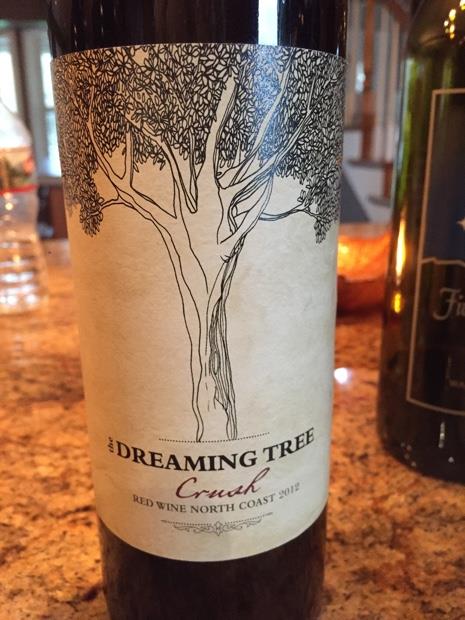 the DREAMING TREE
Crush
RED WINE NORTH COAST 2012